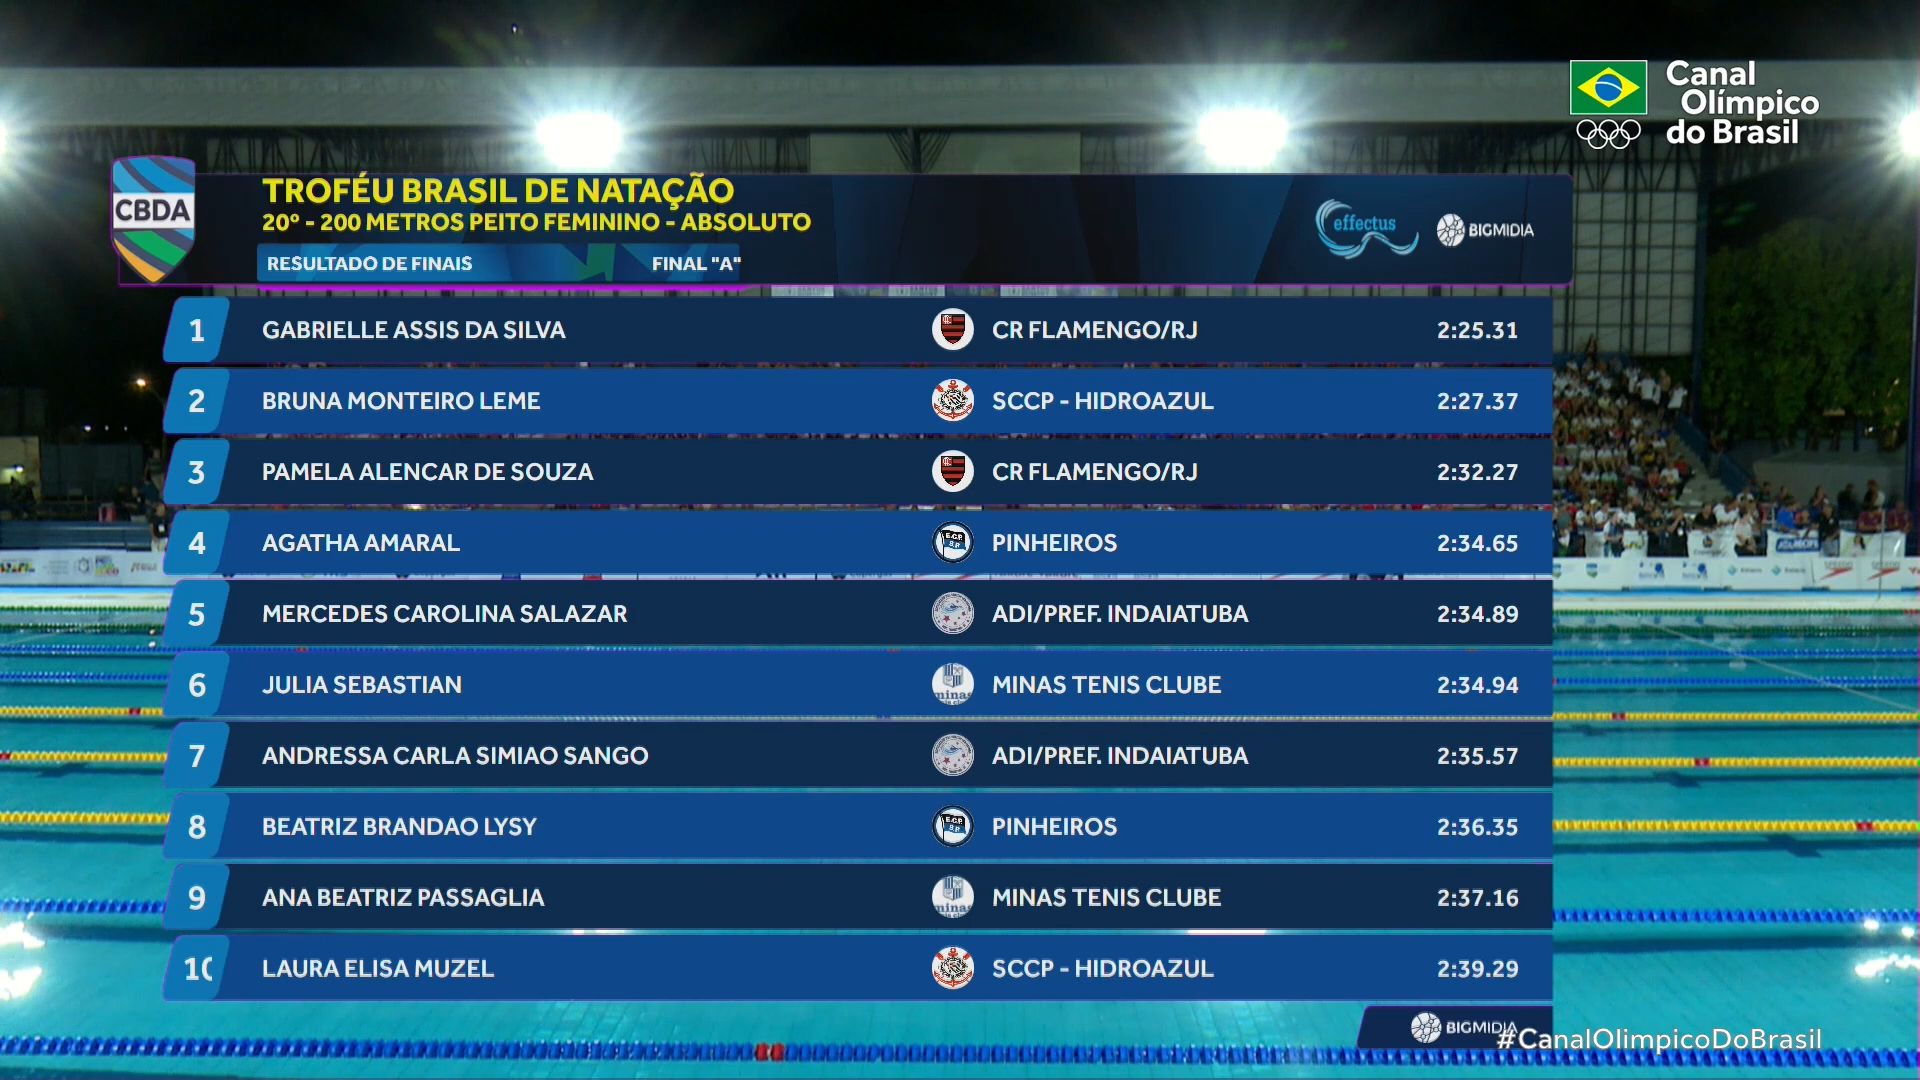 Canal
Olímpico
do Brasil
CBDA
TROFÉU BRASIL DE NATAÇÃO
20º - 200 METROS PEITO FEMININO - ABSOLUTO
RESULTADO DE FINAIS FINAL "A"
effectus BIGMIDIA
1 GABRIELLE ASSIS DA SILVA CR FLAMENGO/RJ 2:25.31
2 BRUNA MONTEIRO LEME SCCP - HIDROAZUL 2:27.37
3 PAMELA ALENCAR DE SOUZA CR FLAMENGO/RJ 2:32.27
4 AGATHA AMARAL PINHEIROS 2:34.65
5 MERCEDES CAROLINA SALAZAR ADI/PREF. INDAIATUBA 2:34.89
6 JULIA SEBASTIAN MINAS TENIS CLUBE 2:34.94
7 ANDRESSA CARLA SIMIAO SANGO ADI/PREF. INDAIATUBA 2:35.57
8 BEATRIZ BRANDAO LYSY PINHEIROS 2:36.35
9 ANA BEATRIZ PASSAGLIA MINAS TENIS CLUBE 2:37.16
10 LAURA ELISA MUZEL SCCP - HIDROAZUL 2:39.29
BIGMIDIA
#CanalOlimpicoDoBrasil